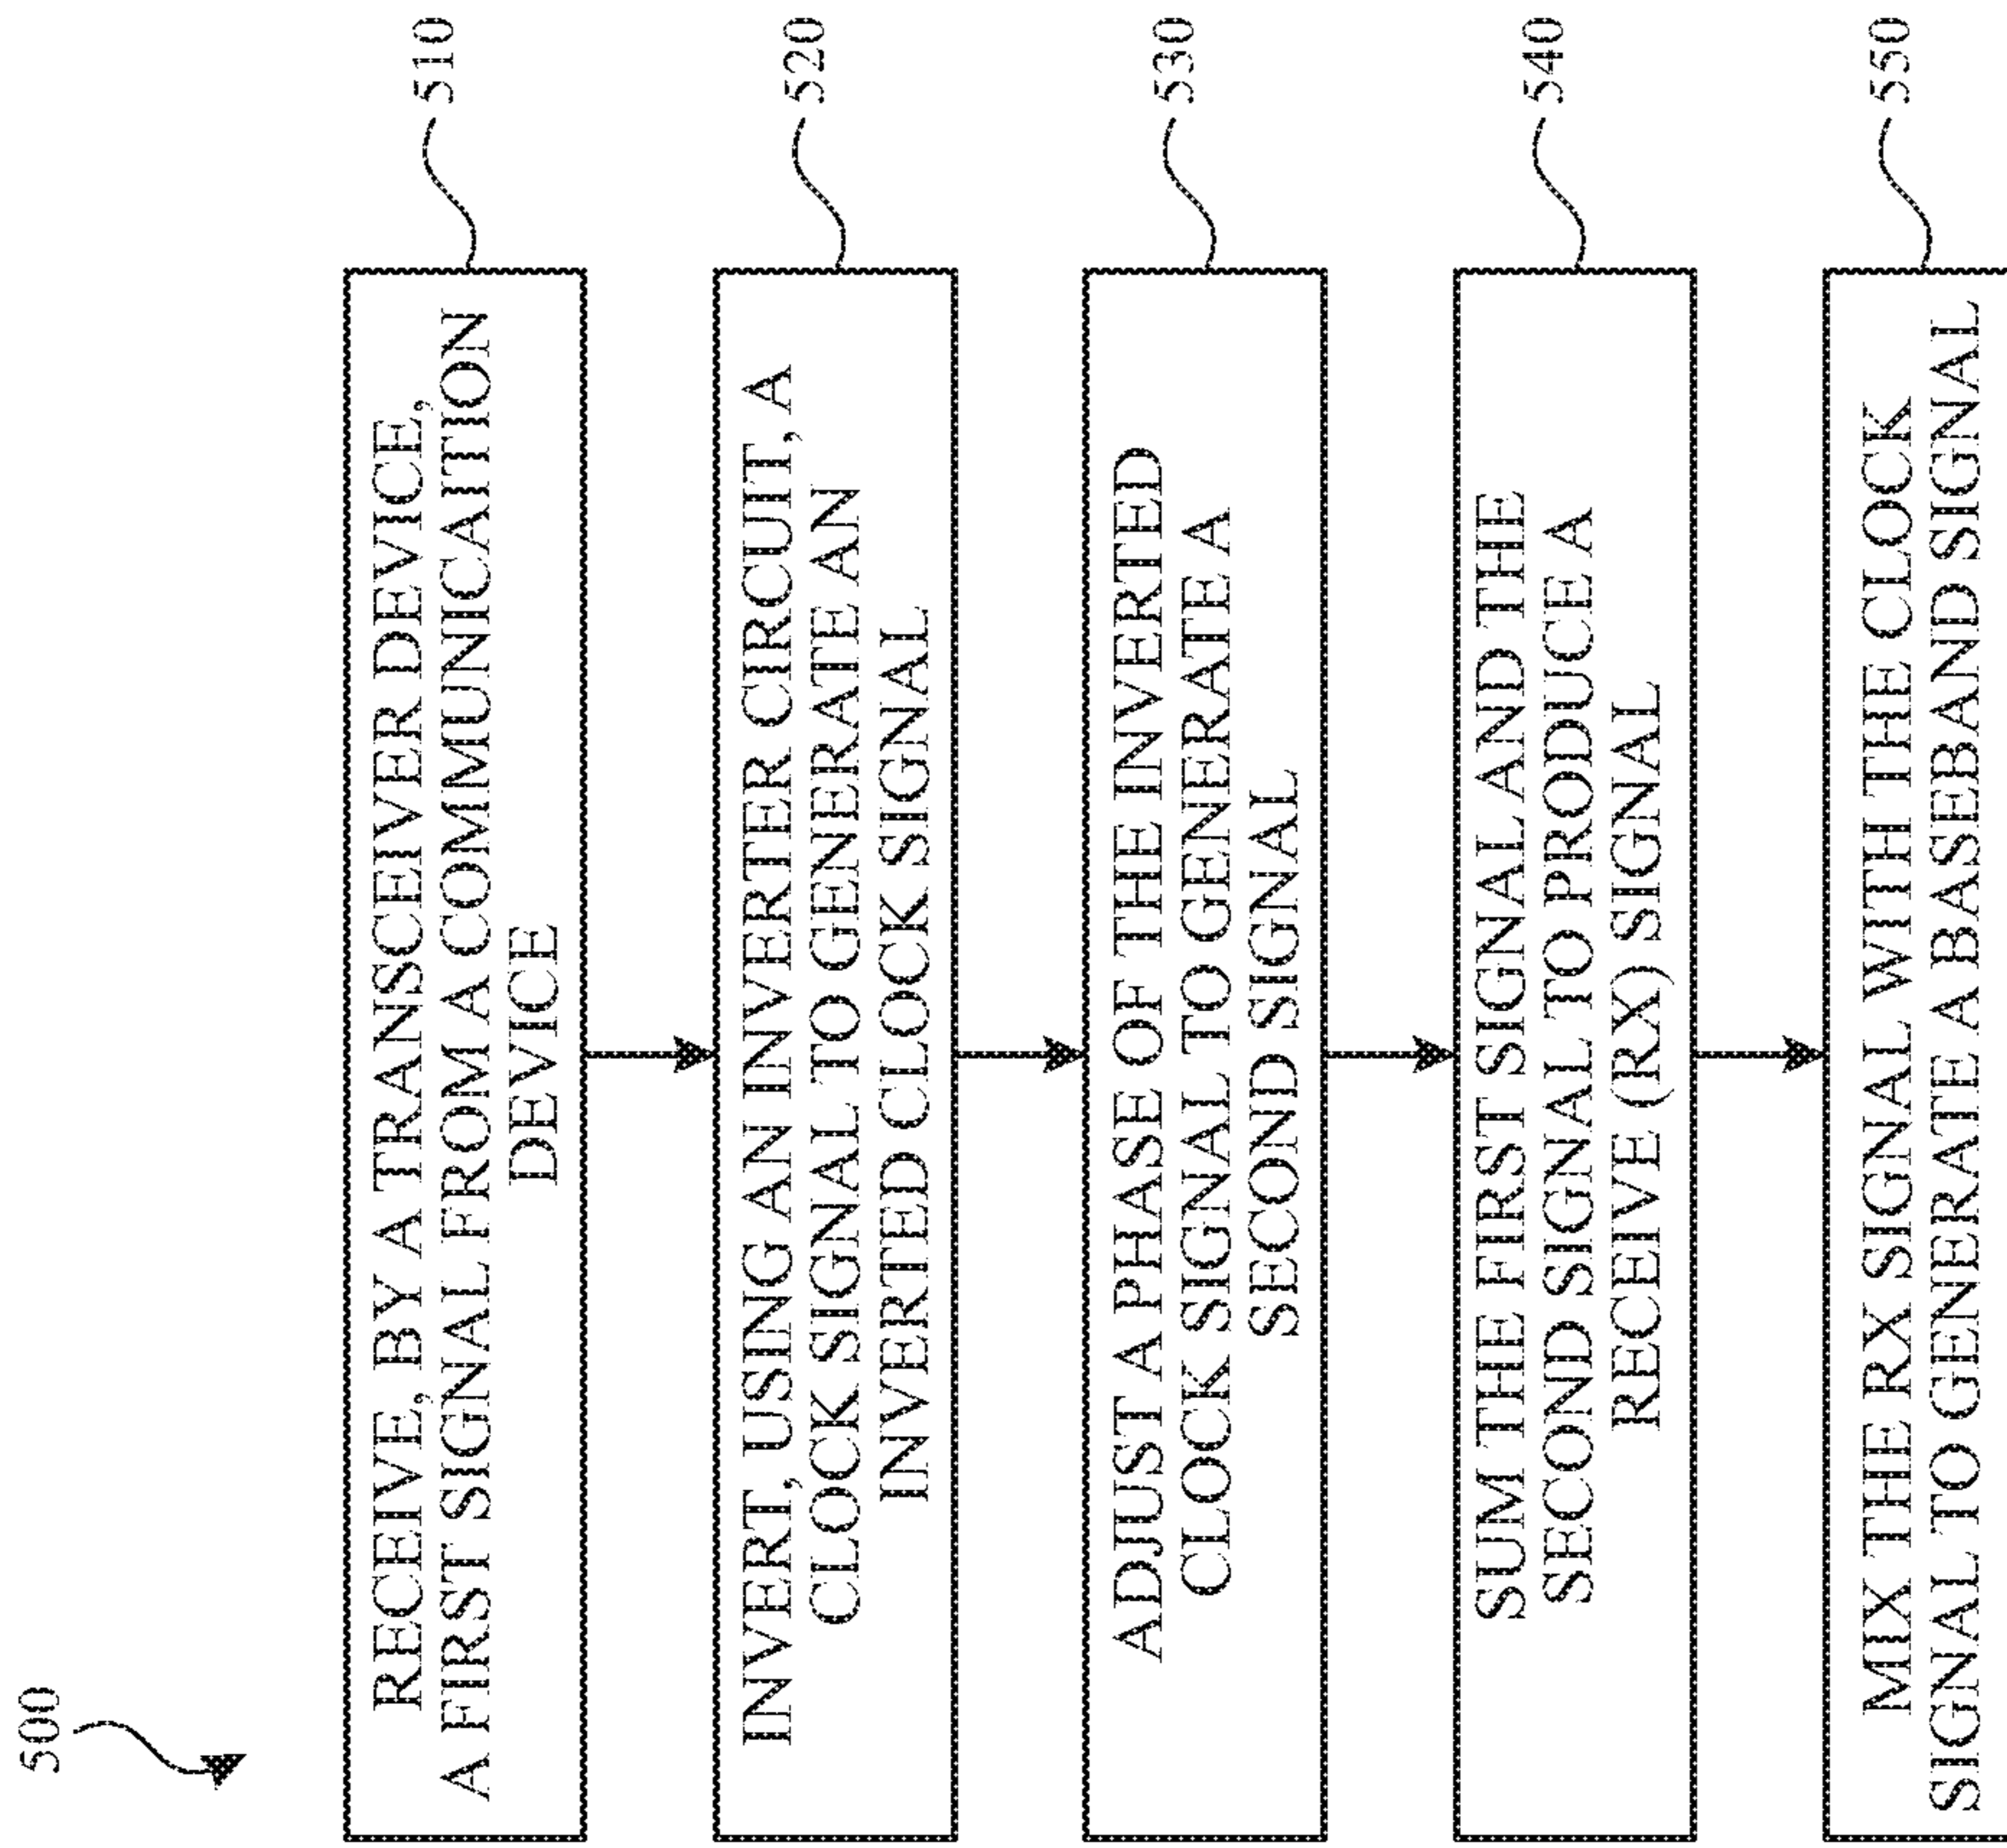 500
RECEIVE, BY A TRANSCEIVER DEVICE,
A FIRST SIGNAL FROM A COMMUNICATION
DEVICE
510
INVERT, USING AN INVERTER CIRCUIT, A
CLOCK SIGNAL TO GENERATE AN
INVERTED CLOCK SIGNAL
520
ADJUST A PHASE OF THE INVERTED
CLOCK SIGNAL TO GENERATE A
SECOND SIGNAL
530
SUM THE FIRST SIGNAL AND THE
SECOND SIGNAL TO PRODUCE A
RECEIVE (RX) SIGNAL
540
MIX THE RX SIGNAL WITH THE CLOCK
SIGNAL TO GENERATE A BASEBAND SIGNAL
550